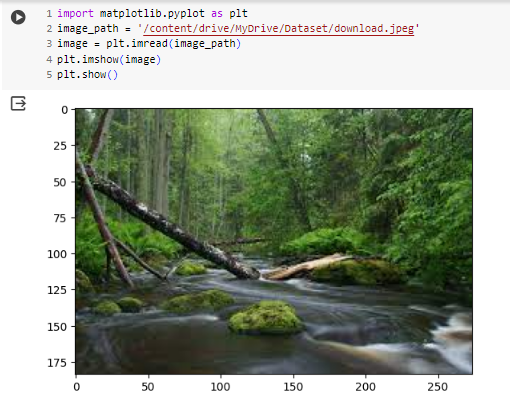 1 import matplotlib.pyplot as plt
2 image_path = '/content/drive/MyDrive/Dataset/download.jpeg'
3 image = plt.imread(image_path)
4 plt.imshow(image)
5 plt.show()
0
25
50
75
100
125
150
175
0 50 100 150 200 250